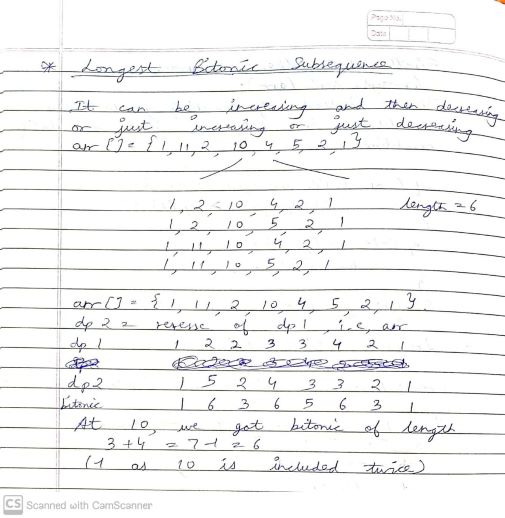 Page No.
Date
* Longest Bitonic Subsequence
It can be increasing and then decreasing
or just increasing or just decreasing
arr[] = {1, 11, 2, 10, 4, 5, 2, 1}
1, 2, 10, 4, 2, 1 length = 6
1, 2, 10, 5, 2, 1
1, 11, 10, 4, 2, 1
1, 11, 10, 5, 2, 1
arr[] = {1, 11, 2, 10, 4, 5, 2, 1}
dp2 = reverse of dp1, i.e, arr
dp1 1 2 2 3 3 4 2 1
dp2 1 5 2 4 3 3 2 1
bitonic 1 6 3 6 5 6 3 1
At 10, we got bitonic of length
3+4 = 7-1 = 6
(-1 as 10 is included twice)
CS Scanned with CamScanner